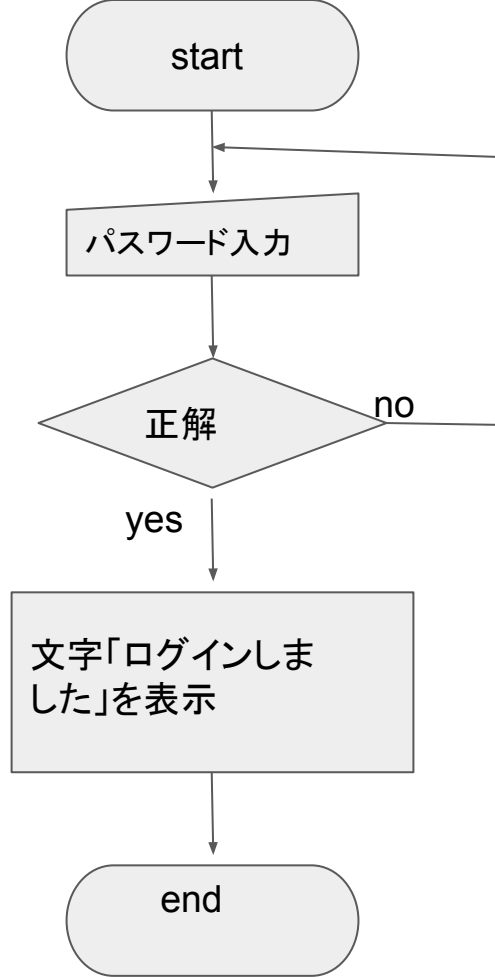 start
パスワード入力
正解
no
yes
文字「ログインしま
した」を表示
end